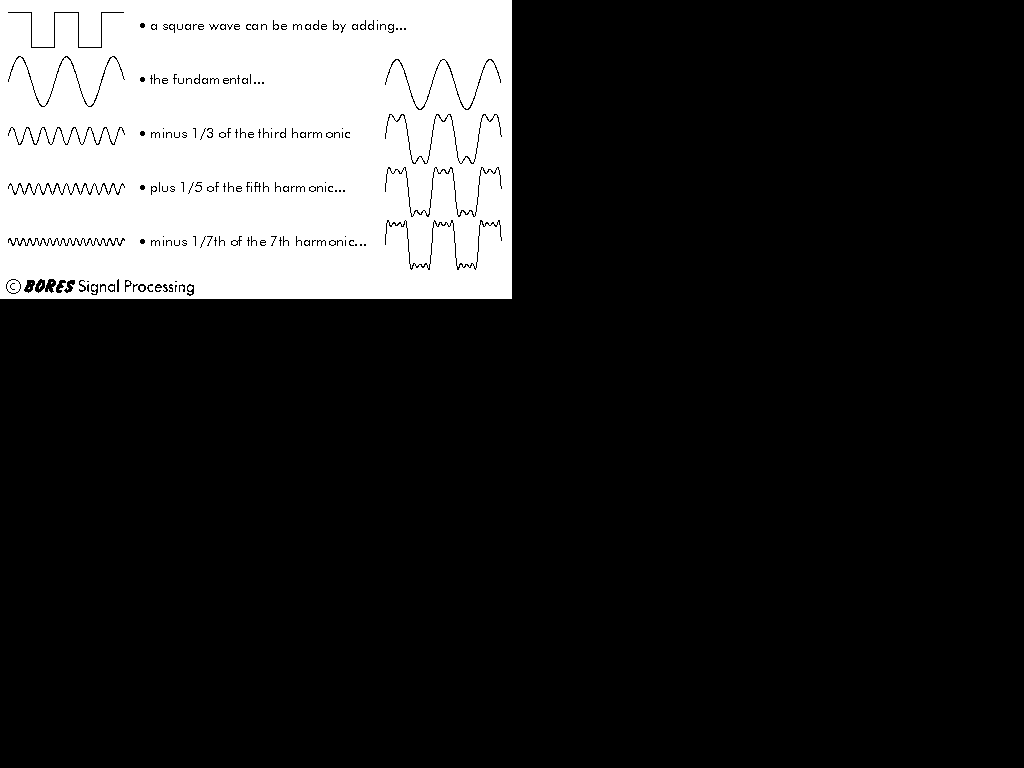 • a square wave can be made by adding...
• the fundamental...
• minus 1/3 of the third harmonic
• plus 1/5 of the fifth harmonic...
• minus 1/7th of the 7th harmonic...
© BORES Signal Processing